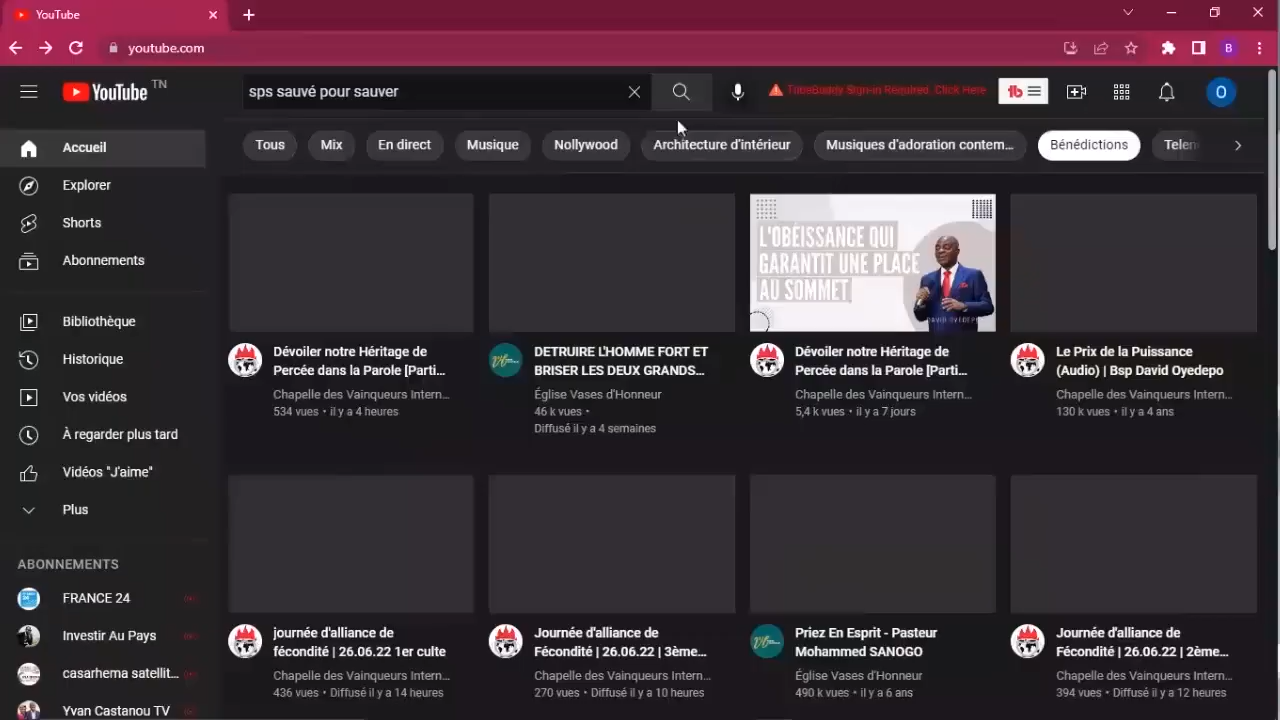 YouTube
youtube.com
B
YouTube TN
sps sauvé pour sauver
TubeBuddy Sign-in Required. Click Here
tb
O
Accueil
Explorer
Shorts
Abonnements
Bibliothèque
Historique
Vos vidéos
À regarder plus tard
Vidéos "J'aime"
Plus
ABONNEMENTS
FRANCE 24
Investir Au Pays
casarhema satellit...
Yvan Castanou TV
Tous
Mix
En direct
Musique
Nollywood
Architecture d'intérieur
Musiques d'adoration contem...
Bénédictions
L'OBÉISSANCE QUI
GARANTIT UNE PLACE
AU SOMMET
DAVID OYEDEPO
Dévoiler notre Héritage de
Percée dans la Parole [Parti...
Chapelle des Vainqueurs Intern...
534 vues • il y a 4 heures
DETRUIRE L'HOMME FORT ET
BRISER LES DEUX GRANDS...
Église Vases d'Honneur
46 k vues •
Diffusé il y a 4 semaines
Dévoiler notre Héritage de
Percée dans la Parole [Parti...
Chapelle des Vainqueurs Intern...
5,4 k vues • il y a 7 jours
Le Prix de la Puissance
(Audio) | Bsp David Oyedepo
Chapelle des Vainqueurs Intern...
130 k vues • il y a 4 ans
journée d'alliance de
fécondité | 26.06.22 1er culte
Chapelle des Vainqueurs Intern...
436 vues • Diffusé il y a 14 heures
Journée d'alliance de
Fécondité | 26.06.22 | 3ème...
Chapelle des Vainqueurs Intern...
270 vues • Diffusé il y a 10 heures
Priez En Esprit - Pasteur
Mohammed SANOGO
Église Vases d'Honneur
490 k vues • il y a 6 ans
Journée d'alliance de
Fécondité | 26.06.22 | 2ème...
Chapelle des Vainqueurs Intern...
394 vues • Diffusé il y a 12 heures